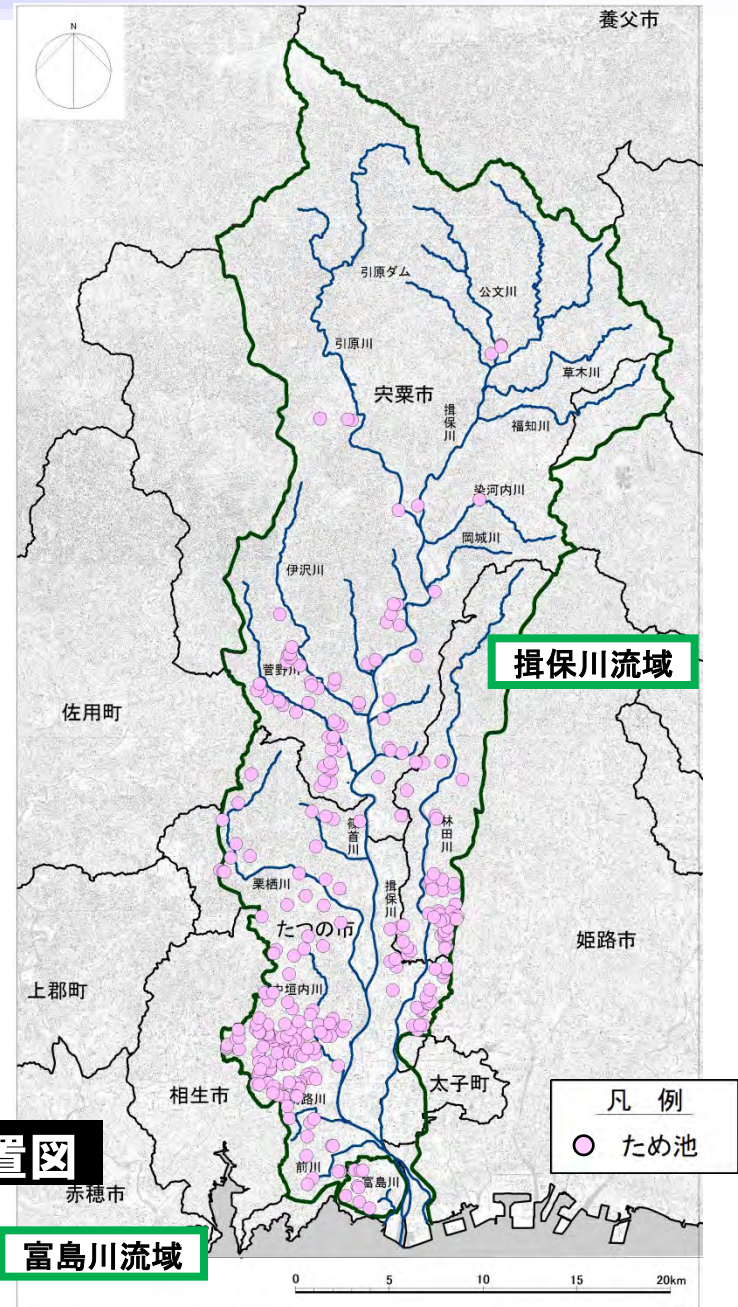 養父市
N
引原ダム
公文川
引原川
草木川
宍粟市
揖保川
福知川
染河内川
岡城川
伊沢川
揖保川流域
菅野川
佐用町
林田川
栗栖川
揖保川
たつの市
姫路市
上郡町
中垣内川
太子町
相生市
凡 例
ため池
置図
前川
富島川
赤穂市
富島川流域
0 5 10 15 20km